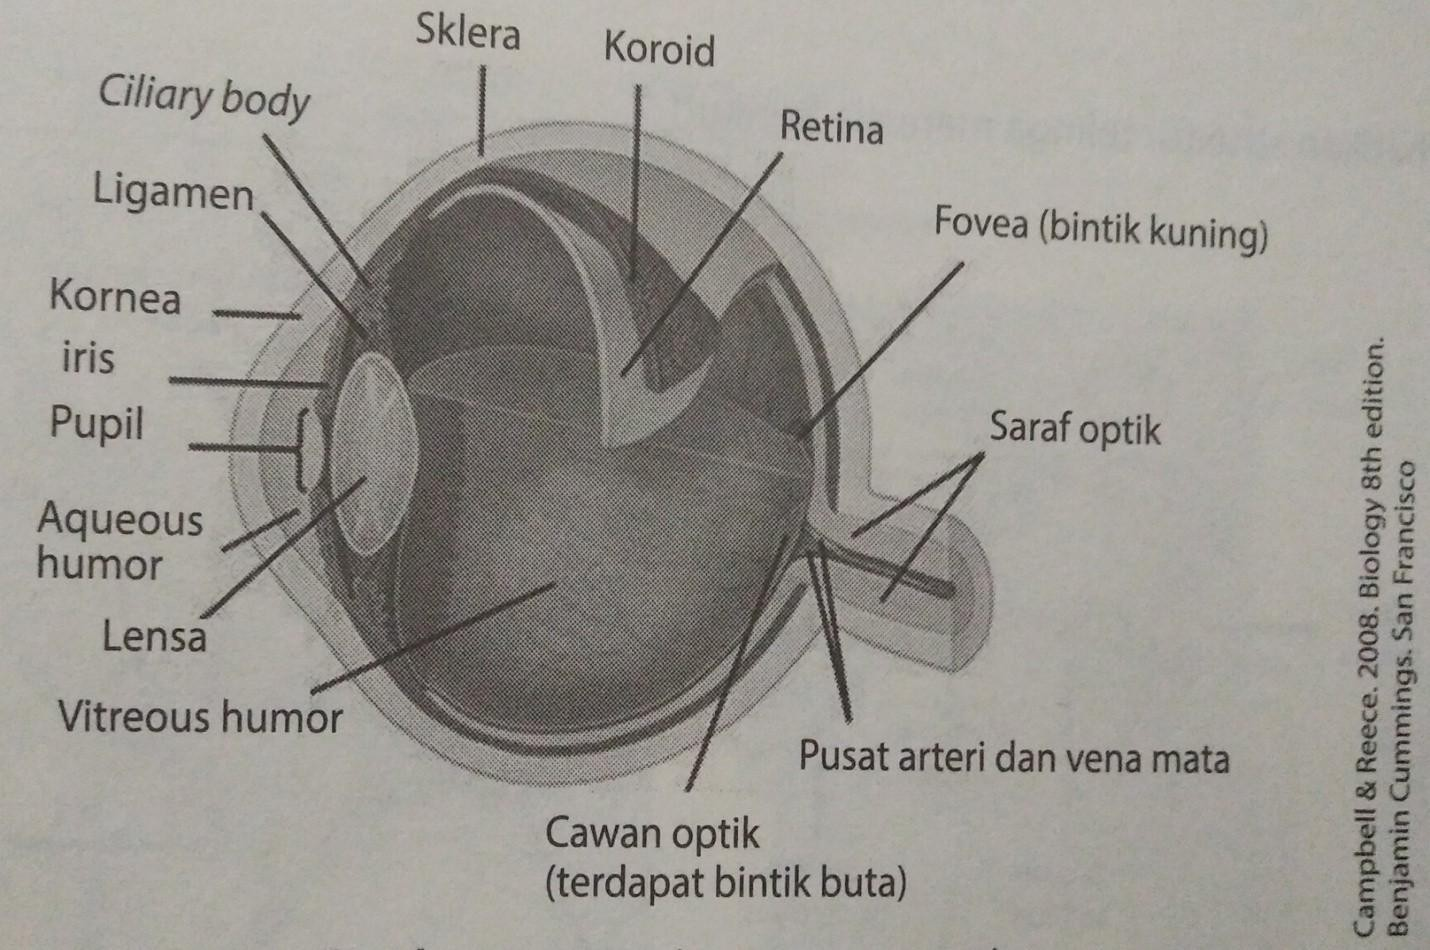 Sklera
Koroid
Ciliary body
Retina
Ligamen
Fovea (bintik kuning)
Kornea
iris
Pupil
Saraf optik
Aqueous
humor
Lensa
Vitreous humor
Pusat arteri dan vena mata
Cawan optik
(terdapat bintik buta)
Campbell & Reece. 2008. Biology 8th edition.
Benjamin Cummings. San Francisco